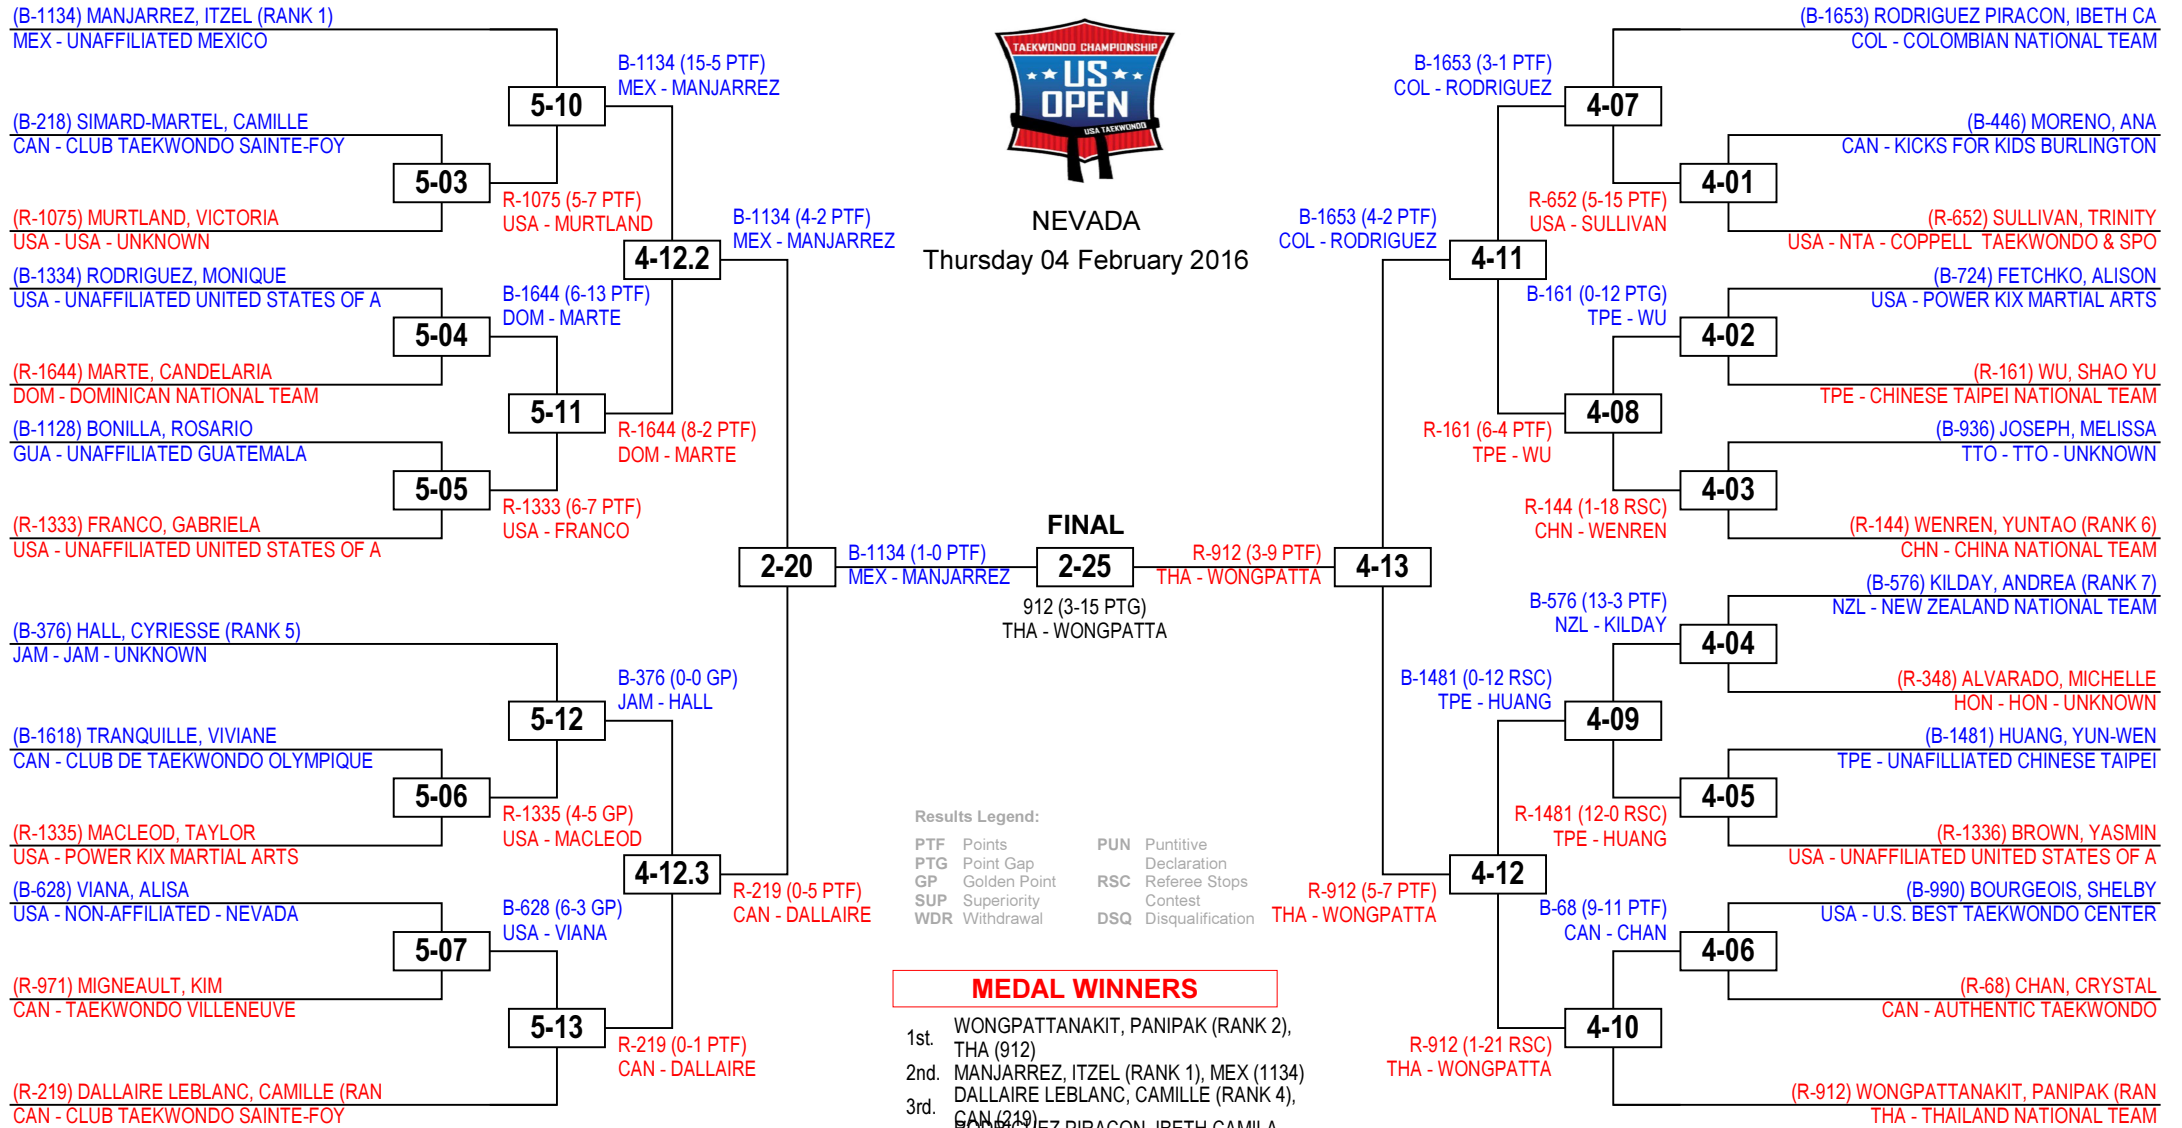 (B-1134) MANJARREZ, ITZEL (RANK 1)
MEX - UNAFFILIATED MEXICO
(B-218) SIMARD-MARTEL, CAMILLE
CAN - CLUB TAEKWONDO SAINTE-FOY
(R-1075) MURTLAND, VICTORIA
USA - USA - UNKNOWN
(B-1334) RODRIGUEZ, MONIQUE
USA - UNAFFILIATED UNITED STATES OF A
(R-1644) MARTE, CANDELARIA
DOM - DOMINICAN NATIONAL TEAM
(B-1128) BONILLA, ROSARIO
GUA - UNAFFILIATED GUATEMALA
(R-1333) FRANCO, GABRIELA
USA - UNAFFILIATED UNITED STATES OF A
(B-376) HALL, CYRIESSE (RANK 5)
JAM - JAM - UNKNOWN
(B-1618) TRANQUILLE, VIVIANE
CAN - CLUB DE TAEKWONDO OLYMPIQUE
(R-1335) MACLEOD, TAYLOR
USA - POWER KIX MARTIAL ARTS
(B-628) VIANA, ALISA
USA - NON-AFFILIATED - NEVADA
(R-971) MIGNEAULT, KIM
CAN - TAEKWONDO VILLENEUVE
(R-219) DALLAIRE LEBLANC, CAMILLE (RAN
CAN - CLUB TAEKWONDO SAINTE-FOY
5-03
5-04
5-05
5-06
5-07
R-1075 (5-7 PTF)
USA - MURTLAND
B-1644 (6-13 PTF)
DOM - MARTE
R-1333 (6-7 PTF)
USA - FRANCO
R-1335 (4-5 GP)
USA - MACLEOD
B-628 (6-3 GP)
USA - VIANA
5-10
5-11
5-12
5-13
B-1134 (15-5 PTF)
MEX - MANJARREZ
R-1644 (8-2 PTF)
DOM - MARTE
B-376 (0-0 GP)
JAM - HALL
R-219 (0-1 PTF)
CAN - DALLAIRE
4-12.2
4-12.3
B-1134 (4-2 PTF)
MEX - MANJARREZ
R-219 (0-5 PTF)
CAN - DALLAIRE
2-20
B-1134 (1-0 PTF)
MEX - MANJARREZ
TAEKWONDO CHAMPIONSHIP
US
OPEN
USA TAEKWONDO
NEVADA
Thursday 04 February 2016
FINAL
2-25
912 (3-15 PTG)
THA - WONGPATTA
R-912 (3-9 PTF)
THA - WONGPATTA
4-13
B-1653 (4-2 PTF)
COL - RODRIGUEZ
R-912 (5-7 PTF)
THA - WONGPATTA
4-11
4-12
B-1653 (3-1 PTF)
COL - RODRIGUEZ
R-161 (6-4 PTF)
TPE - WU
B-1481 (0-12 RSC)
TPE - HUANG
R-912 (1-21 RSC)
THA - WONGPATTA
4-07
4-08
4-09
4-10
R-652 (5-15 PTF)
USA - SULLIVAN
B-161 (0-12 PTG)
TPE - WU
R-144 (1-18 RSC)
CHN - WENREN
B-576 (13-3 PTF)
NZL - KILDAY
R-1481 (12-0 RSC)
TPE - HUANG
B-68 (9-11 PTF)
CAN - CHAN
4-01
4-02
4-03
4-04
4-05
4-06
(B-1653) RODRIGUEZ PIRACON, IBETH CA
COL - COLOMBIAN NATIONAL TEAM
(B-446) MORENO, ANA
CAN - KICKS FOR KIDS BURLINGTON
(R-652) SULLIVAN, TRINITY
USA - NTA - COPPELL TAEKWONDO & SPO
(B-724) FETCHKO, ALISON
USA - POWER KIX MARTIAL ARTS
(R-161) WU, SHAO YU
TPE - CHINESE TAIPEI NATIONAL TEAM
(B-936) JOSEPH, MELISSA
TTO - TTO - UNKNOWN
(R-144) WENREN, YUNTAO (RANK 6)
CHN - CHINA NATIONAL TEAM
(B-576) KILDAY, ANDREA (RANK 7)
NZL - NEW ZEALAND NATIONAL TEAM
(R-348) ALVARADO, MICHELLE
HON - HON - UNKNOWN
(B-1481) HUANG, YUN-WEN
TPE - UNAFILLIATED CHINESE TAIPEI
(R-1336) BROWN, YASMIN
USA - UNAFFILIATED UNITED STATES OF A
(B-990) BOURGEOIS, SHELBY
USA - U.S. BEST TAEKWONDO CENTER
(R-68) CHAN, CRYSTAL
CAN - AUTHENTIC TAEKWONDO
(R-912) WONGPATTANAKIT, PANIPAK (RAN
THA - THAILAND NATIONAL TEAM
Results Legend:
PTF Points
PTG Point Gap
GP Golden Point
SUP Superiority
WDR Withdrawal
PUN Puntitive
Declaration
RSC Referee Stops
Contest
DSQ Disqualification
MEDAL WINNERS
1st. WONGPATTANAKIT, PANIPAK (RANK 2),
THA (912)
2nd. MANJARREZ, ITZEL (RANK 1), MEX (1134)
3rd. DALLAIRE LEBLANC, CAMILLE (RANK 4),
CAN (219)
RODRIGUEZ PIRACON, IBETH CAMILA